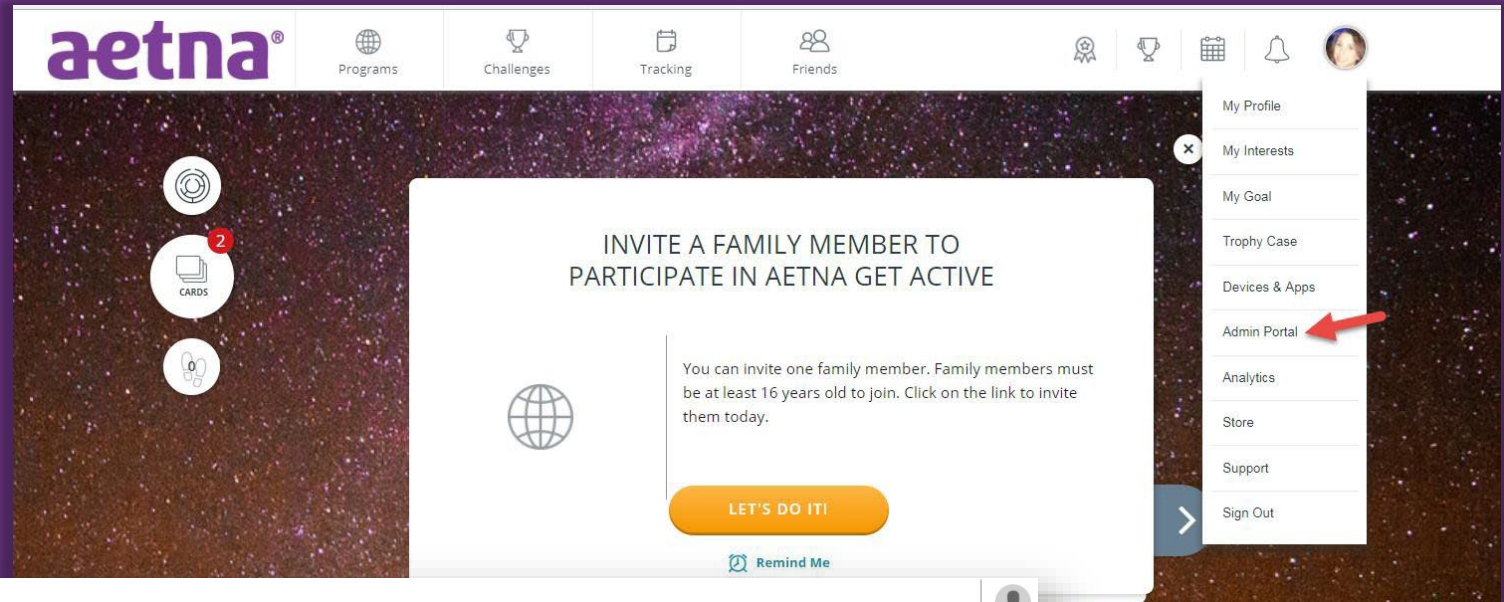 aetna®
Programs
Challenges
Tracking
Friends
My Profile
My Interests
My Goal
Trophy Case
Devices & Apps
Admin Portal
Analytics
Store
Support
Sign Out
2
CARDS
0
INVITE A FAMILY MEMBER TO
PARTICIPATE IN AETNA GET ACTIVE
You can invite one family member. Family members must
be at least 16 years old to join. Click on the link to invite
them today.
LET'S DO IT!
Remind Me